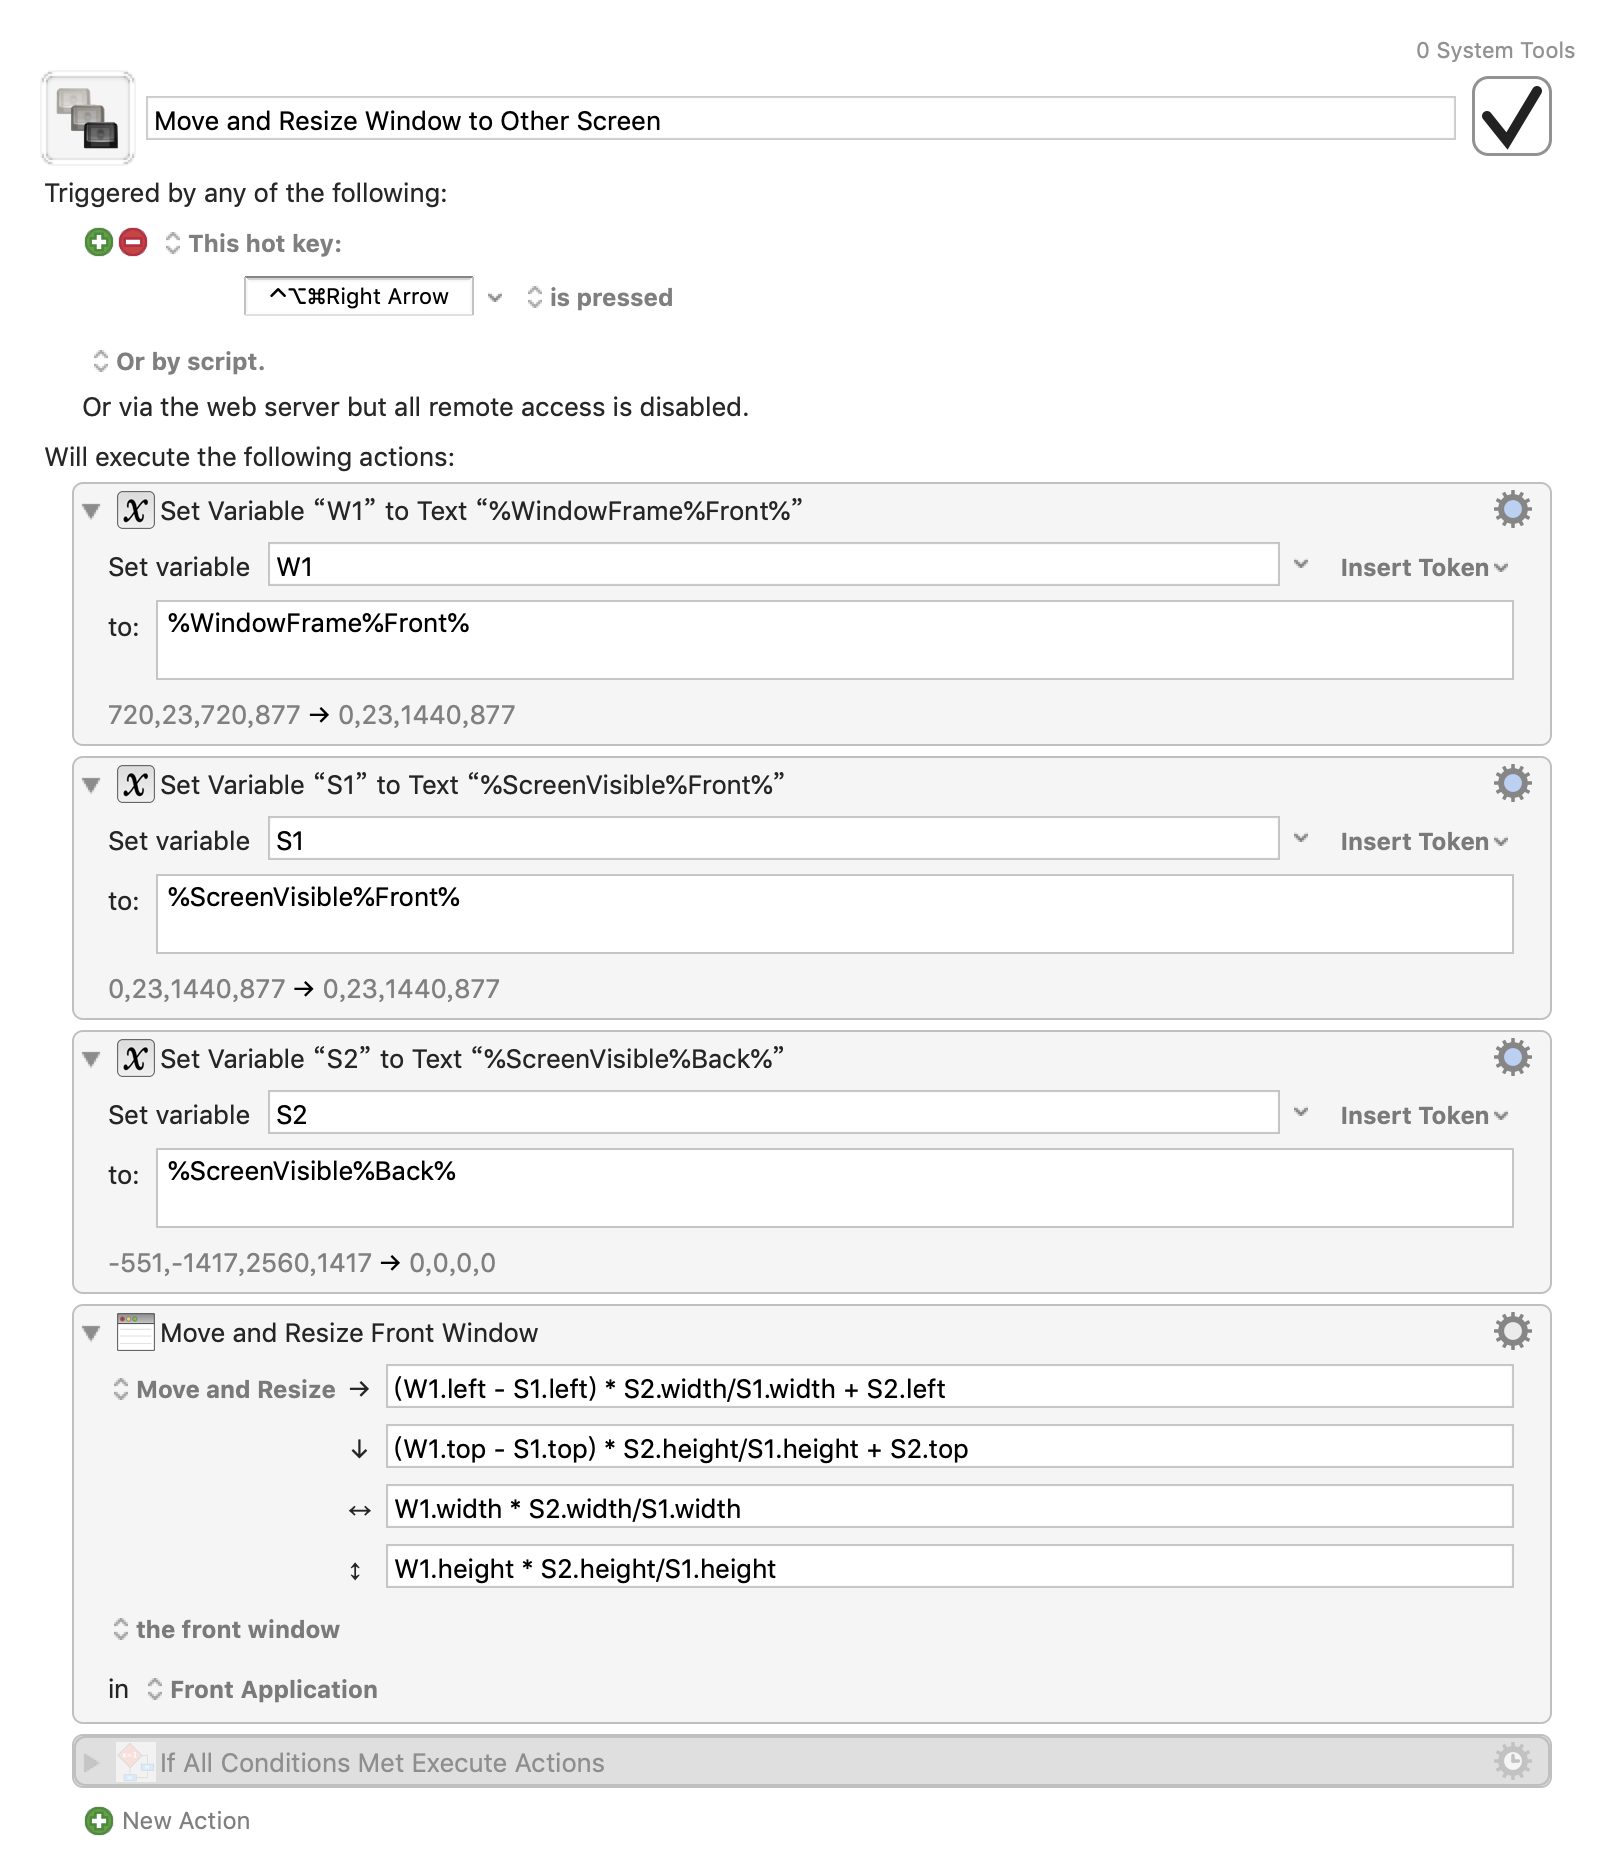 0 System Tools
Move and Resize Window to Other Screen
Triggered by any of the following:
This hot key:
^⌥⌘Right Arrow is pressed
Or by script.
Or via the web server but all remote access is disabled.
Will execute the following actions:
Set Variable “W1” to Text “%WindowFrame%Front%”
Set variable W1 Insert Token
to: %WindowFrame%Front%
720,23,720,877 → 0,23,1440,877
Set Variable “S1” to Text “%ScreenVisible%Front%”
Set variable S1 Insert Token
to: %ScreenVisible%Front%
0,23,1440,877 → 0,23,1440,877
Set Variable “S2” to Text “%ScreenVisible%Back%”
Set variable S2 Insert Token
to: %ScreenVisible%Back%
-551,-1417,2560,1417 → 0,0,0,0
Move and Resize Front Window
Move and Resize → (W1.left - S1.left) * S2.width/S1.width + S2.left
↓ (W1.top - S1.top) * S2.height/S1.height + S2.top
↔ W1.width * S2.width/S1.width
↕ W1.height * S2.height/S1.height
the front window
in Front Application
If All Conditions Met Execute Actions
New Action